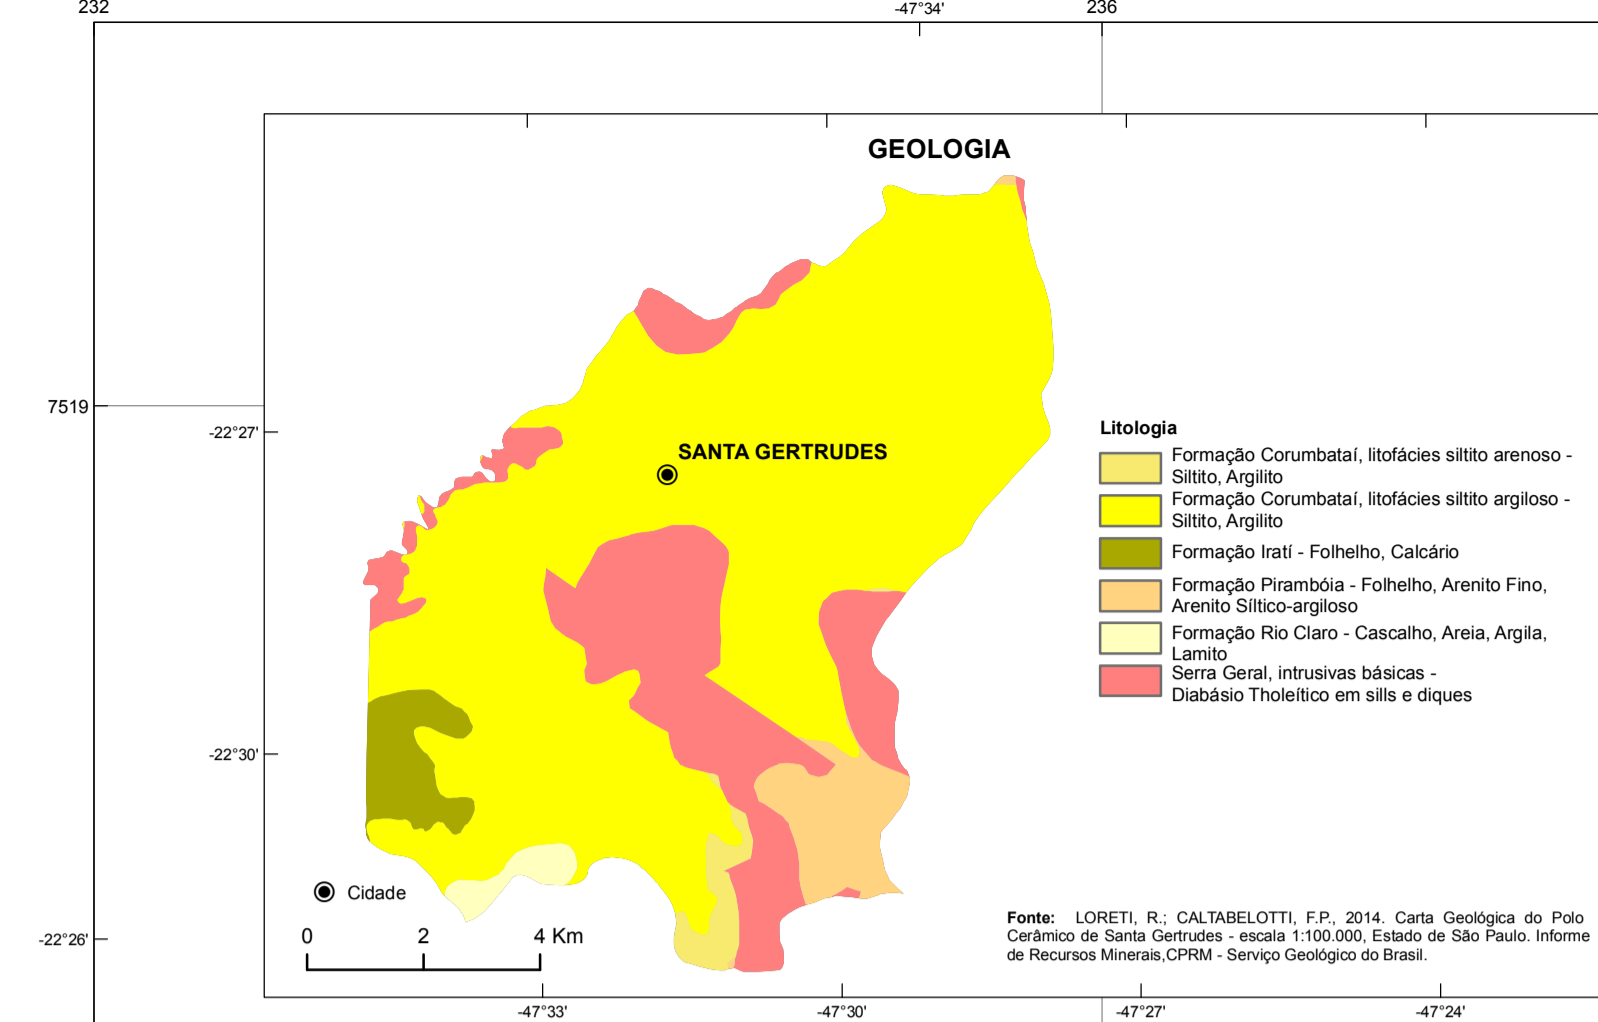 232
-47°34'
236
GEOLOGIA
7519
-22°27'
SANTA GERTRUDES
Litologia
Formação Corumbataí, litofácies siltito arenoso -
Siltito, Argilito
Formação Corumbataí, litofácies siltito argiloso -
Siltito, Argilito
Formação Iratí - Folhelho, Calcário
Formação Pirambóia - Folhelho, Arenito Fino,
Arenito Síltico-argiloso
Formação Rio Claro - Cascalho, Areia, Argila,
Lamito
Serra Geral, intrusivas básicas -
Diabásio Tholeítico em sills e diques
-22°30'
Cidade
0 2 4 Km
-22°26'
Fonte: LORETI, R.; CALTABELOTTI, F.P., 2014. Carta Geológica do Polo
Cerâmico de Santa Gertrudes - escala 1:100.000, Estado de São Paulo. Informe
de Recursos Minerais,CPRM - Serviço Geológico do Brasil.
-47°33'
-47°30'
-47°27'
-47°24'